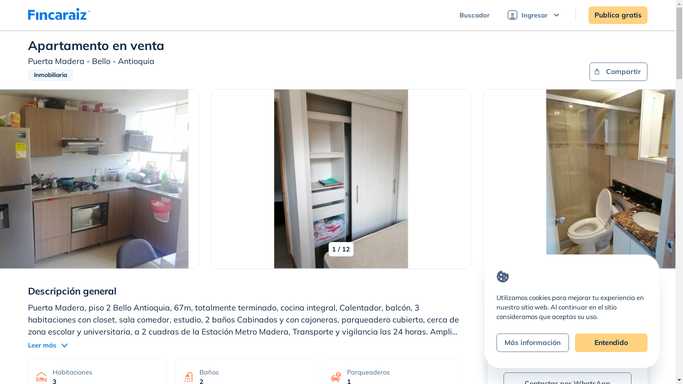 Fincaraiz
Buscador
Ingresar
Publica gratis
Apartamento en venta
Puerta Madera - Bello - Antioquia
Inmobiliaria
Compartir
1 / 12
Descripción general
Puerta Madera, piso 2 Bello Antioquia, 67m, totalmente terminado, cocina integral, Calentador, balcón, 3
habitaciones con closet, sala comedor, estudio, 2 baños Cabinados y con cajoneras, parqueadero cubierto, cerca de
zona escolar y universitaria, a 2 cuadras de la Estación Metro Madera, Transporte y vigilancia las 24 horas. Ampli...
Leer más
Habitaciones
3
Baños
2
Parqueaderos
1
Utilizamos cookies para mejorar tu experiencia en
nuestro sitio web. Al continuar en el sitio
consideramos que aceptas su uso.
Más información
Entendido
Contactar por WhatsApp